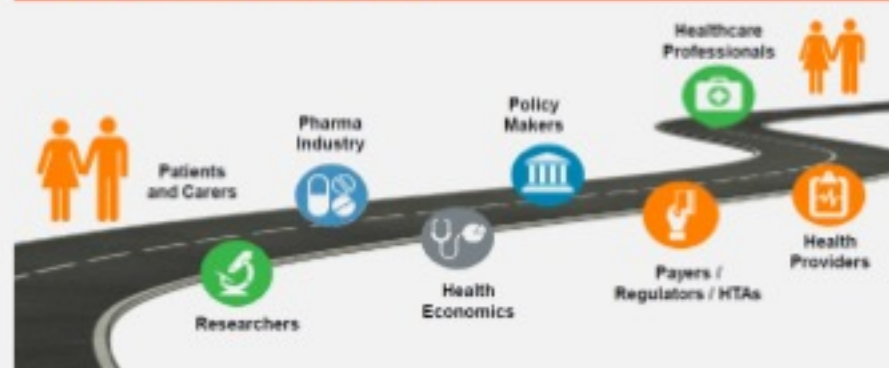 Healthcare
Professionals
Policy
Makers
Pharma
Industry
Patients
and Carers
Researchers
Health
Economics
Payers /
Regulators / HTAs
Health
Providers